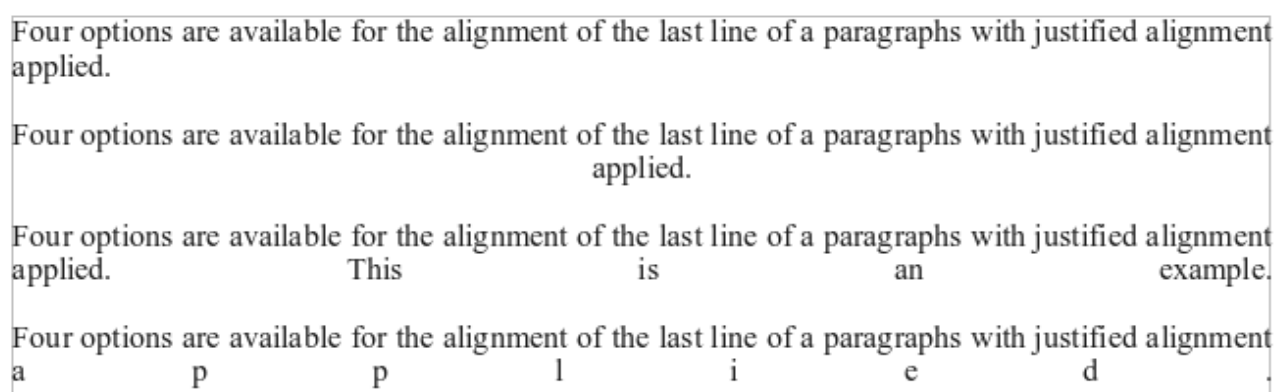 Four options are available for the alignment of the last line of a paragraphs with justified alignment
applied.
Four options are available for the alignment of the last line of a paragraphs with justified alignment
applied.
Four options are available for the alignment of the last line of a paragraphs with justified alignment
applied. This is an example.
Four options are available for the alignment of the last line of a paragraphs with justified alignment
a p p l i e d .